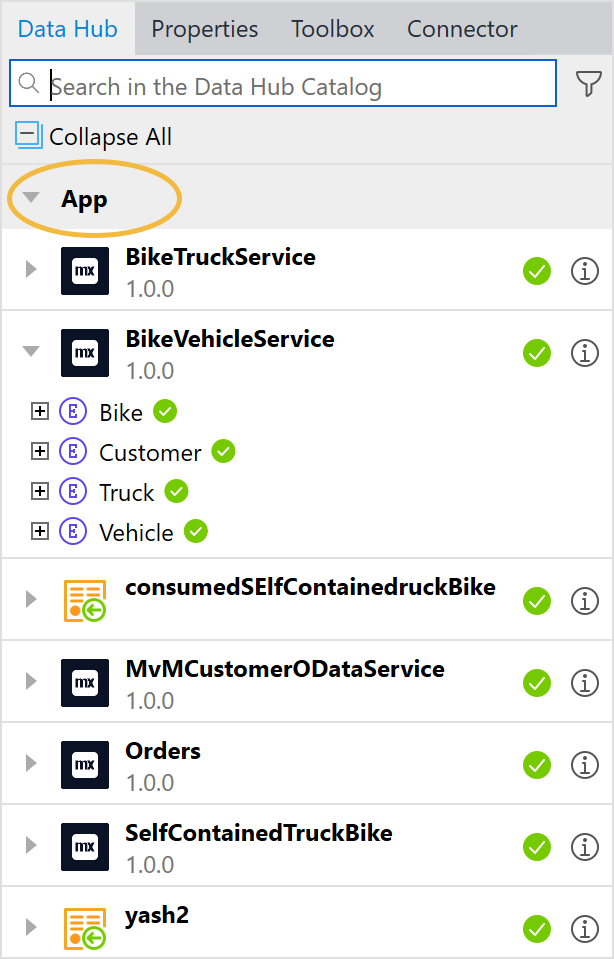 Data Hub Properties Toolbox Connector
Search in the Data Hub Catalog
Collapse All
App
mx BikeTruckService
1.0.0
mx BikeVehicleService
1.0.0
E Bike
E Customer
E Truck
E Vehicle
consumedSElfContainedruckBike
mx MvMCustomerODataService
1.0.0
mx Orders
1.0.0
mx SelfContainedTruckBike
1.0.0
yash2